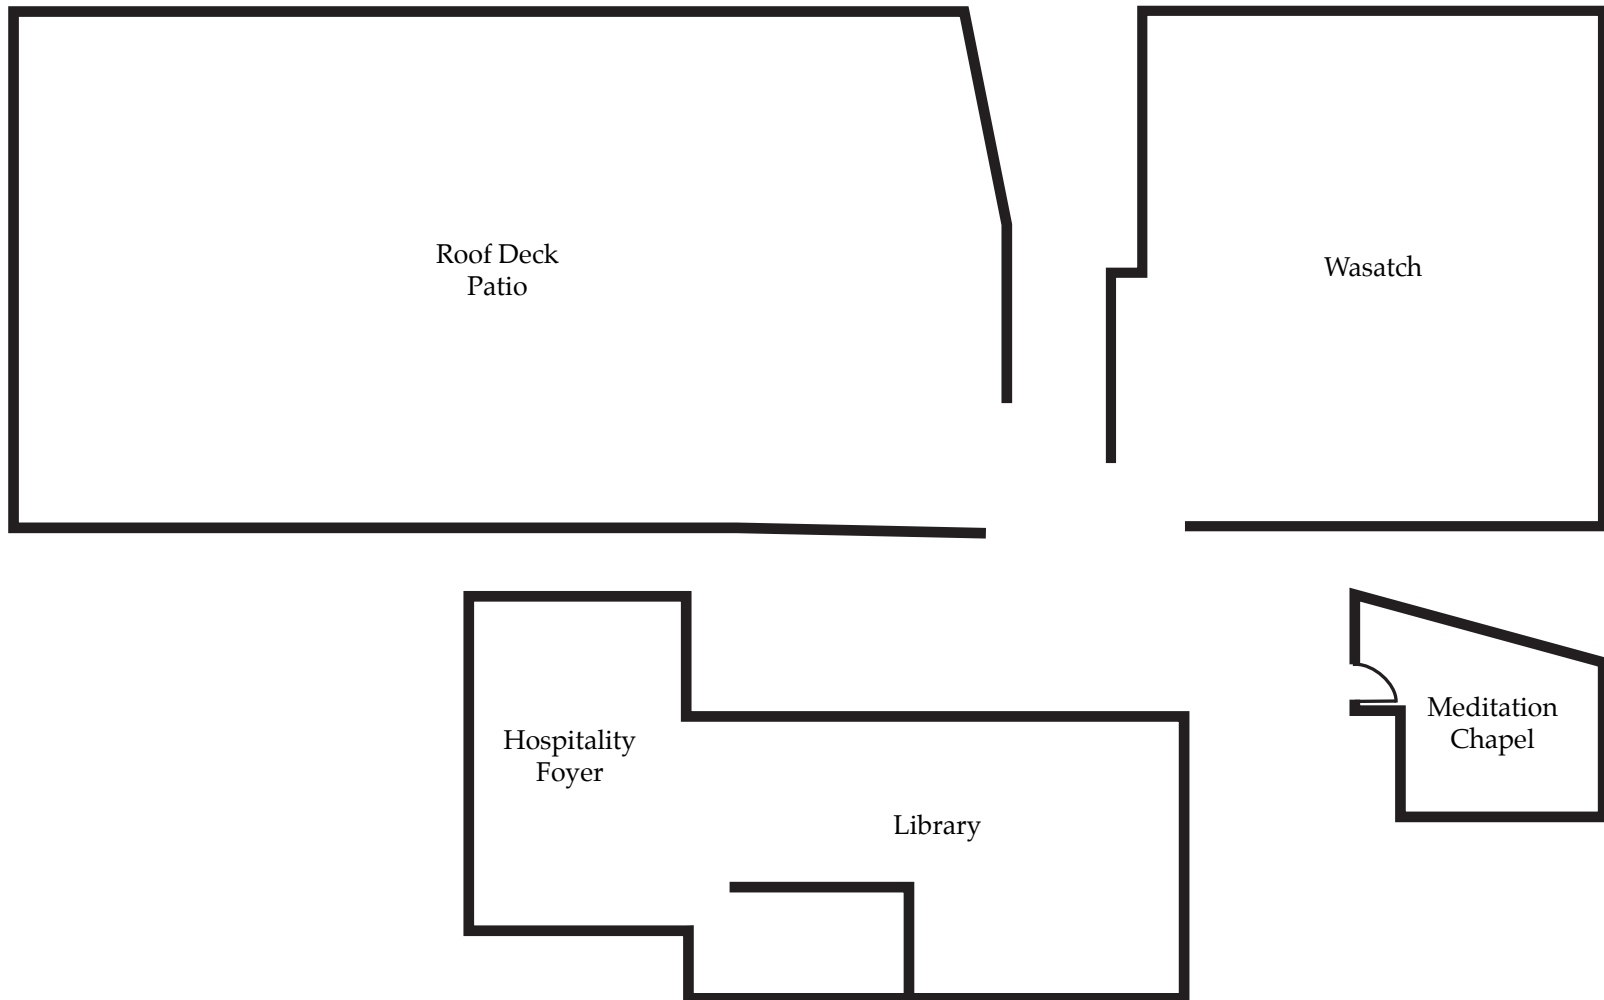 Roof Deck
Patio
Wasatch
Hospitality
Foyer
Library
Meditation
Chapel